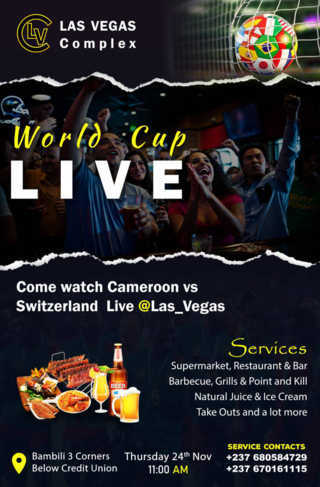 LV
LAS VEGAS
Complex
World Cup
LIVE
Come watch Cameroon vs
Switzerland Live @Las_Vegas
Services
Supermarket, Restaurant & Bar
Barbecue, Grills & Point and Kill
Natural Juice & Ice Cream
Take Outs and a lot more
Bambili 3 Corners
Below Credit Union
Thursday 24th Nov
11:00 AM
SERVICE CONTACTS
+237 680584729
+237 670161115